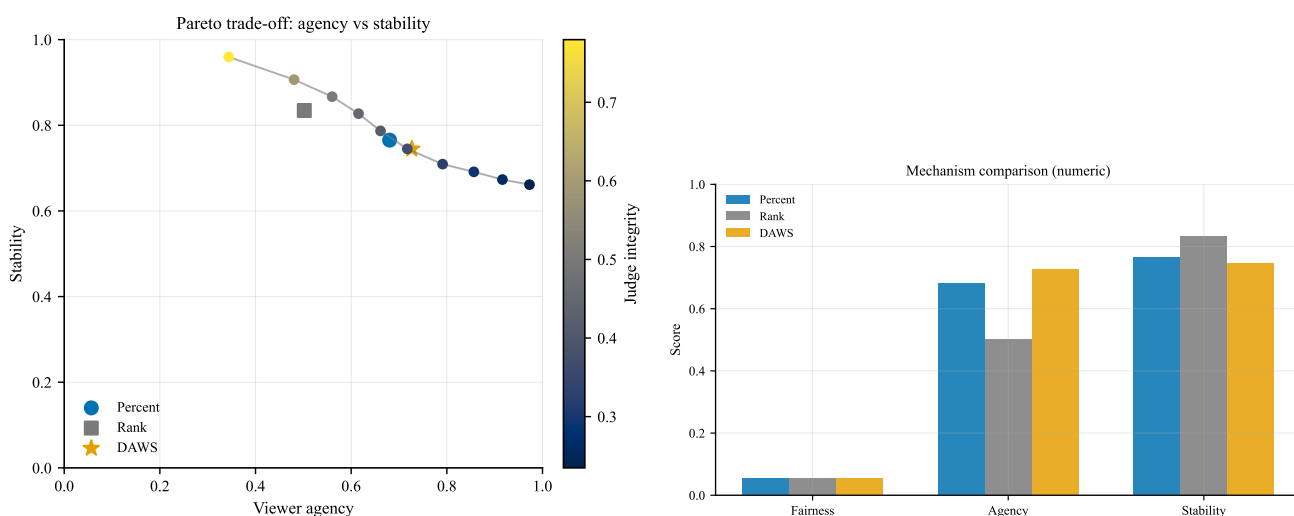 Pareto trade-off: agency vs stability
1.0
0.8
0.6
0.4
0.2
0.0
Stability
0.0 0.2 0.4 0.6 0.8 1.0
Viewer agency
Percent
Rank
DAWS
0.7
0.6
0.5
0.4
0.3
Judge integrity
Mechanism comparison (numeric)
1.0
0.8
0.6
0.4
0.2
0.0
Score
Percent
Rank
DAWS
Fairness Agency Stability